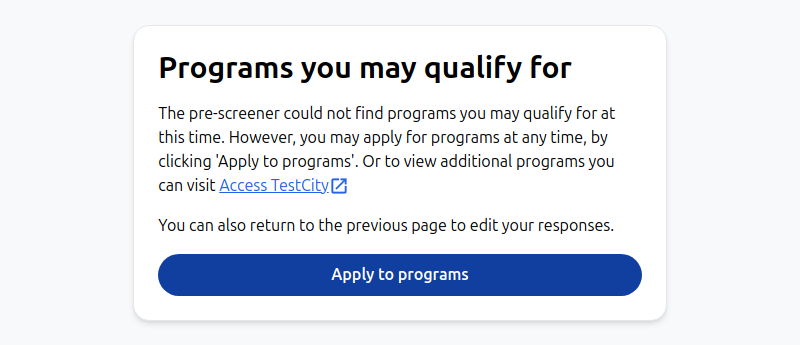 Programs you may qualify for
The pre-screener could not find programs you may qualify for at
this time. However, you may apply for programs at any time, by
clicking 'Apply to programs'. Or to view additional programs you
can visit Access TestCity
You can also return to the previous page to edit your responses.
Apply to programs